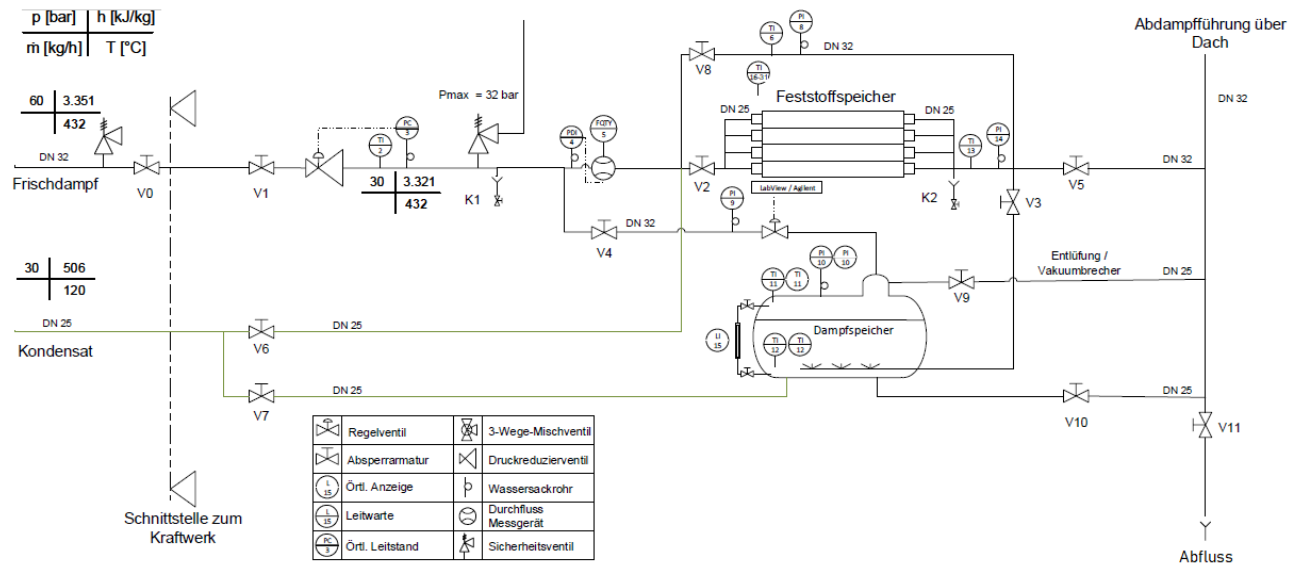 p [bar] h [kJ/kg]
ṁ [kg/h] T [°C]
Abdampfführung über
Dach
DN 32
TI
6
PI
8
DN 32
V8
TI
16-31
Pmax = 32 bar
Feststoffspeicher
DN 25
DN 25
60 3.351
432
PC
3
TI
2
PDI
4
FQTY
5
TI
13
PI
14
DN 32
DN 32
Frischdampf
V0
V1
30 3.321
432
K1
V2
LabView / Agilent
K2
V3
V5
PI
9
DN 32
V4
30 506
120
PI
10
PI
10
Entlüfung /
Vakuumbrecher
DN 25
V9
TI
11
TI
11
DN 25
Kondensat
V6
DN 25
LI
15
Dampfspeicher
TI
12
TI
12
V7
DN 25
DN 25
V10
V11
Regelventil
3-Wege-Mischventil
Absperrarmatur
Druckreduzierventil
L
15
Örtl. Anzeige
Wassersackrohr
L
15
Leitwarte
Durchfluss
Messgerät
PC
3
Örtl. Leitstand
Sicherheitsventil
Schnittstelle zum
Kraftwerk
Abfluss